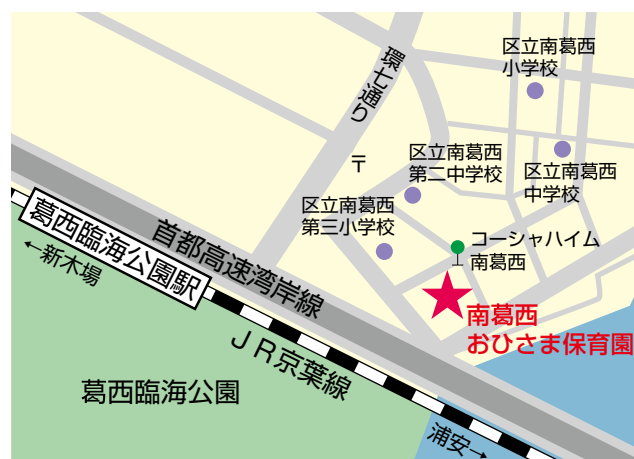 区立南葛西
小学校
環七通り
〒
区立南葛西
第二中学校
区立南葛西
中学校
区立南葛西
第三小学校
コーシャハイム
南葛西
葛西臨海公園駅
首都高速湾岸線
←新木場
南葛西
おひさま保育園
JR京葉線
葛西臨海公園
浦安→